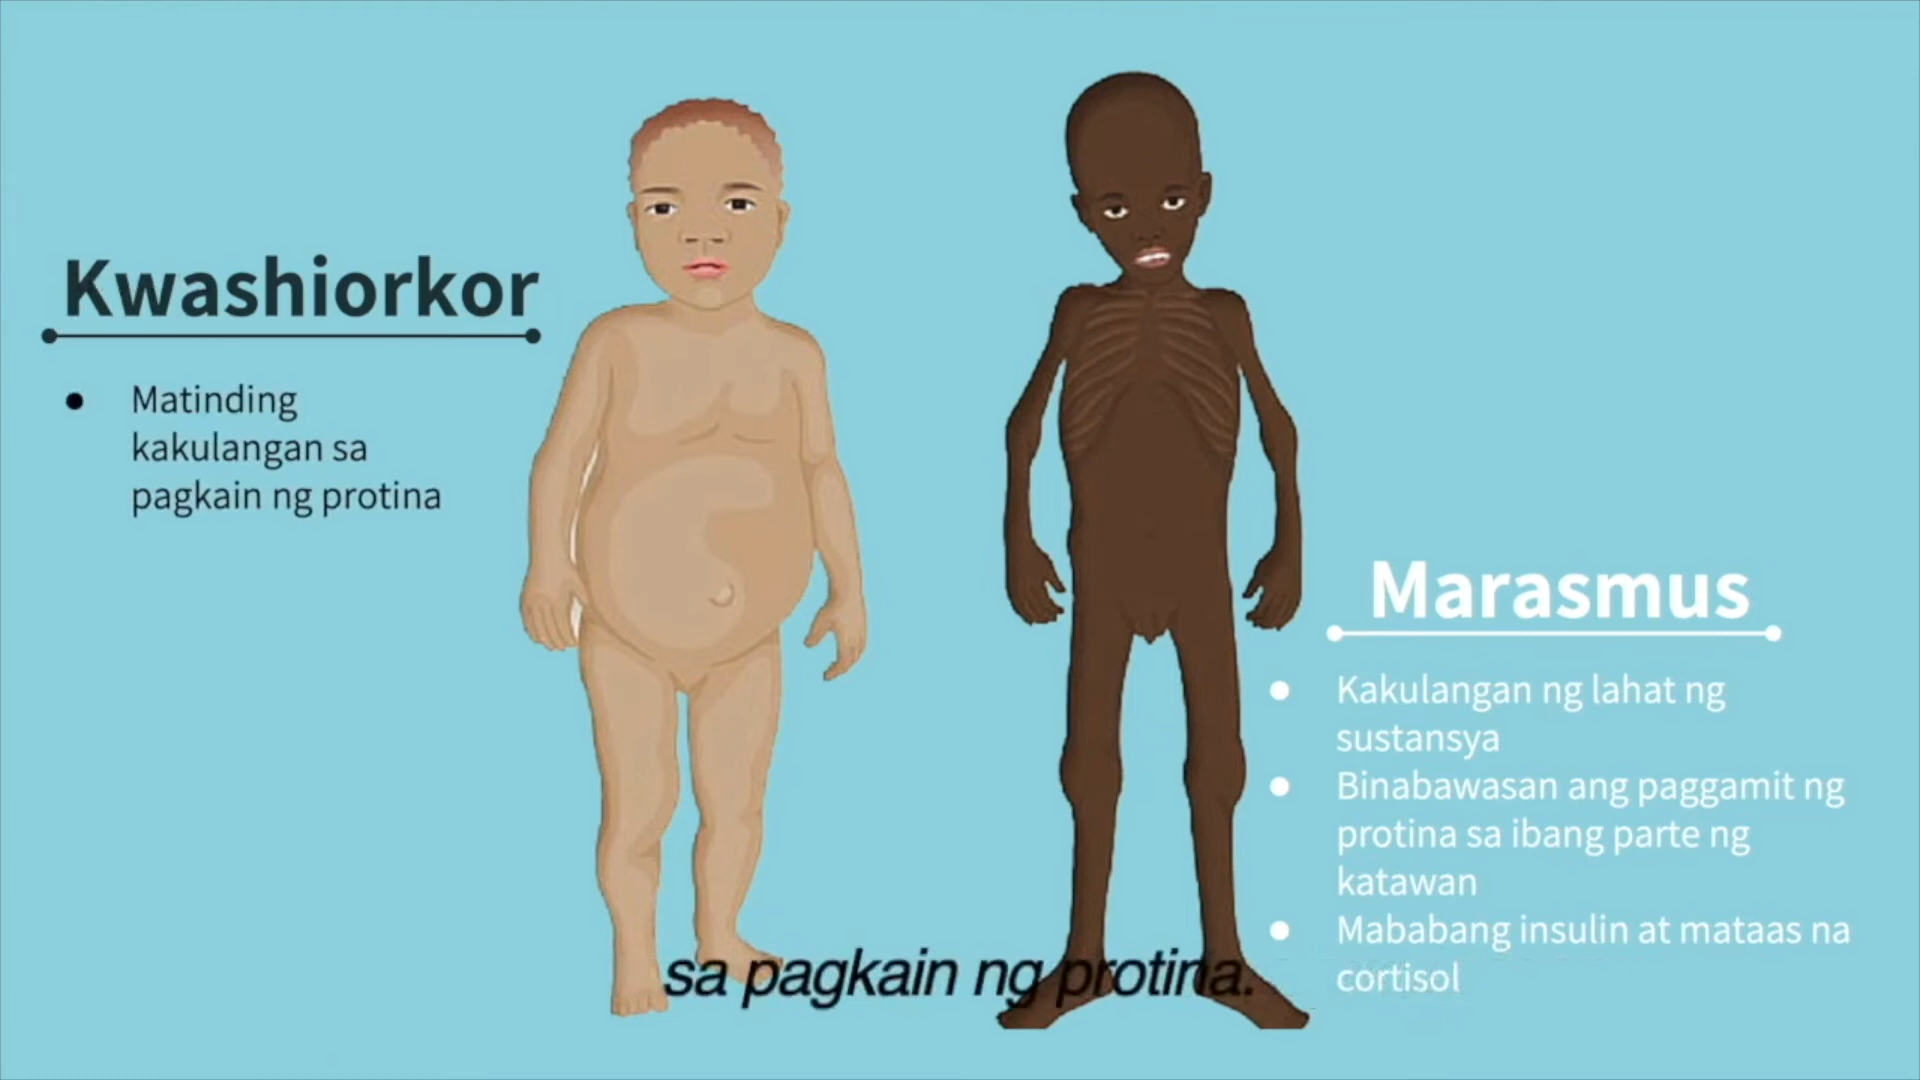 Kwashiorkor
Matinding
kakulangan sa
pagkain ng protina
Marasmus
Kakulangan ng lahat ng
sustansya
Binabawasan ang paggamit ng
protina sa ibang parte ng
katawan
Mababang insulin at mataas na
cortisol
sa pagkain ng protina.